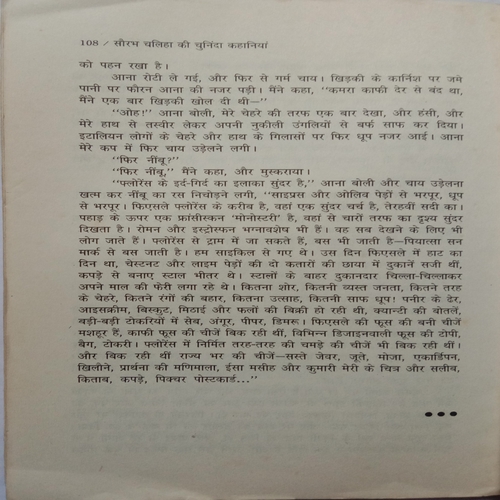 108 / सौरभ चलिहा की चुनिंदा कहानियां
को पहन रखा है।
आना रोटी ले गई, और फिर से गर्म चाय। खिड़की के कार्निश पर जमे
पानी पर फौरन आना की नजर पड़ी। मैंने कहा, "कमरा काफी देर से बंद था,
मैंने एक बार खिड़की खोल दी थी—"
"ओह!" आना बोली, मेरे चेहरे की तरफ एक बार देखा, और हंसी, और
मेरे हाथ से तस्वीर लेकर अपनी नुकीली उंगलियों से बर्फ साफ कर दिया।
इटालियन लोगों के चेहरे और हाथ के गिलासों पर फिर धूप नजर आई। आना
मेरे कप में फिर चाय उड़ेलने लगी।
"फिर नींबू?"
"फिर नींबू," मैंने कहा, और मुस्कराया।
"फ्लोरेंस के इर्द-गिर्द का इलाका सुंदर है," आना बोली और चाय उड़ेलना
खत्म कर नींबू का रस निचोड़ने लगी, "साइप्रस और ओलिव पेड़ों से भरपूर, धूप
से भरपूर। फिएसले फ्लोरेंस के करीब है, वहां एक सुंदर चर्च है, तेरहवीं सदी का।
पहाड़ के ऊपर एक फ्रांसीस्कन 'मोनोस्टरी' है, वहां से चारों तरफ का दृश्य सुंदर
दिखता है। रोमन और इस्ट्रोस्कन भग्नावशेष भी हैं। वह सब देखने के लिए भी
लोग जाते हैं। फ्लोरेंस से ट्राम में जा सकते हैं, बस भी जाती है—पियात्सा सन
मार्क से बस जाती है। हम साइकिल से गए थे। उस दिन फिएसले में हाट का
दिन था, चेस्टनट और लाइम पेड़ों की दो कतारों की छाया में दुकानें सजी थीं,
कपड़े से बनाए स्टाल भीतर थे। स्टालों के बाहर दुकानदार चिल्ला-चिल्लाकर
अपने माल की फेरी लगा रहे थे। कितना शोर, कितनी व्यस्त जनता, कितने तरह
के चेहरे, कितने रंगों की बहार, कितना उत्साह, कितनी साफ धूप! पनीर के ढेर,
आइसक्रीम, बिस्कुट, मिठाई और फलों की बिक्री हो रही थी, क्यान्टी की बोतलें,
बड़ी-बड़ी टोकरियों में सेब, अंगूर, पीपर, डिमरू। फिएसले की फूस की बनी चीजें
मशहूर हैं, काफी फूस की चीजें बिक रही थीं, विभिन्न डिजाइनवाली फूस की टोपी,
बैग, टोकरी। फ्लोरेंस में निर्मित तरह-तरह की चमड़े की चीजें भी बिक रही थीं।
और बिक रही थीं राज्य भर की चीजें—सस्ते जेवर, जूते, मोजा, एकार्डिपन,
खिलौने, प्रार्थना की मणिमाला, ईसा मसीह और कुमारी मेरी के चित्र और सलीब,
किताब, कपड़े, पिक्चर पोस्टकार्ड..."
●●●